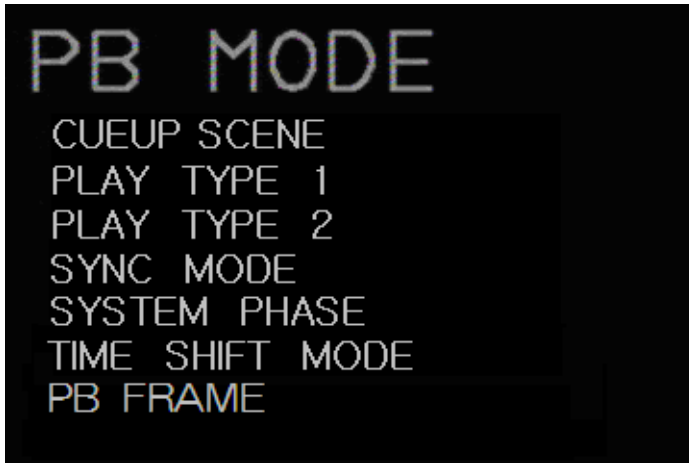 PB MODE
CUEUP SCENE
PLAY TYPE 1
PLAY TYPE 2
SYNC MODE
SYSTEM PHASE
TIME SHIFT MODE
PB FRAME